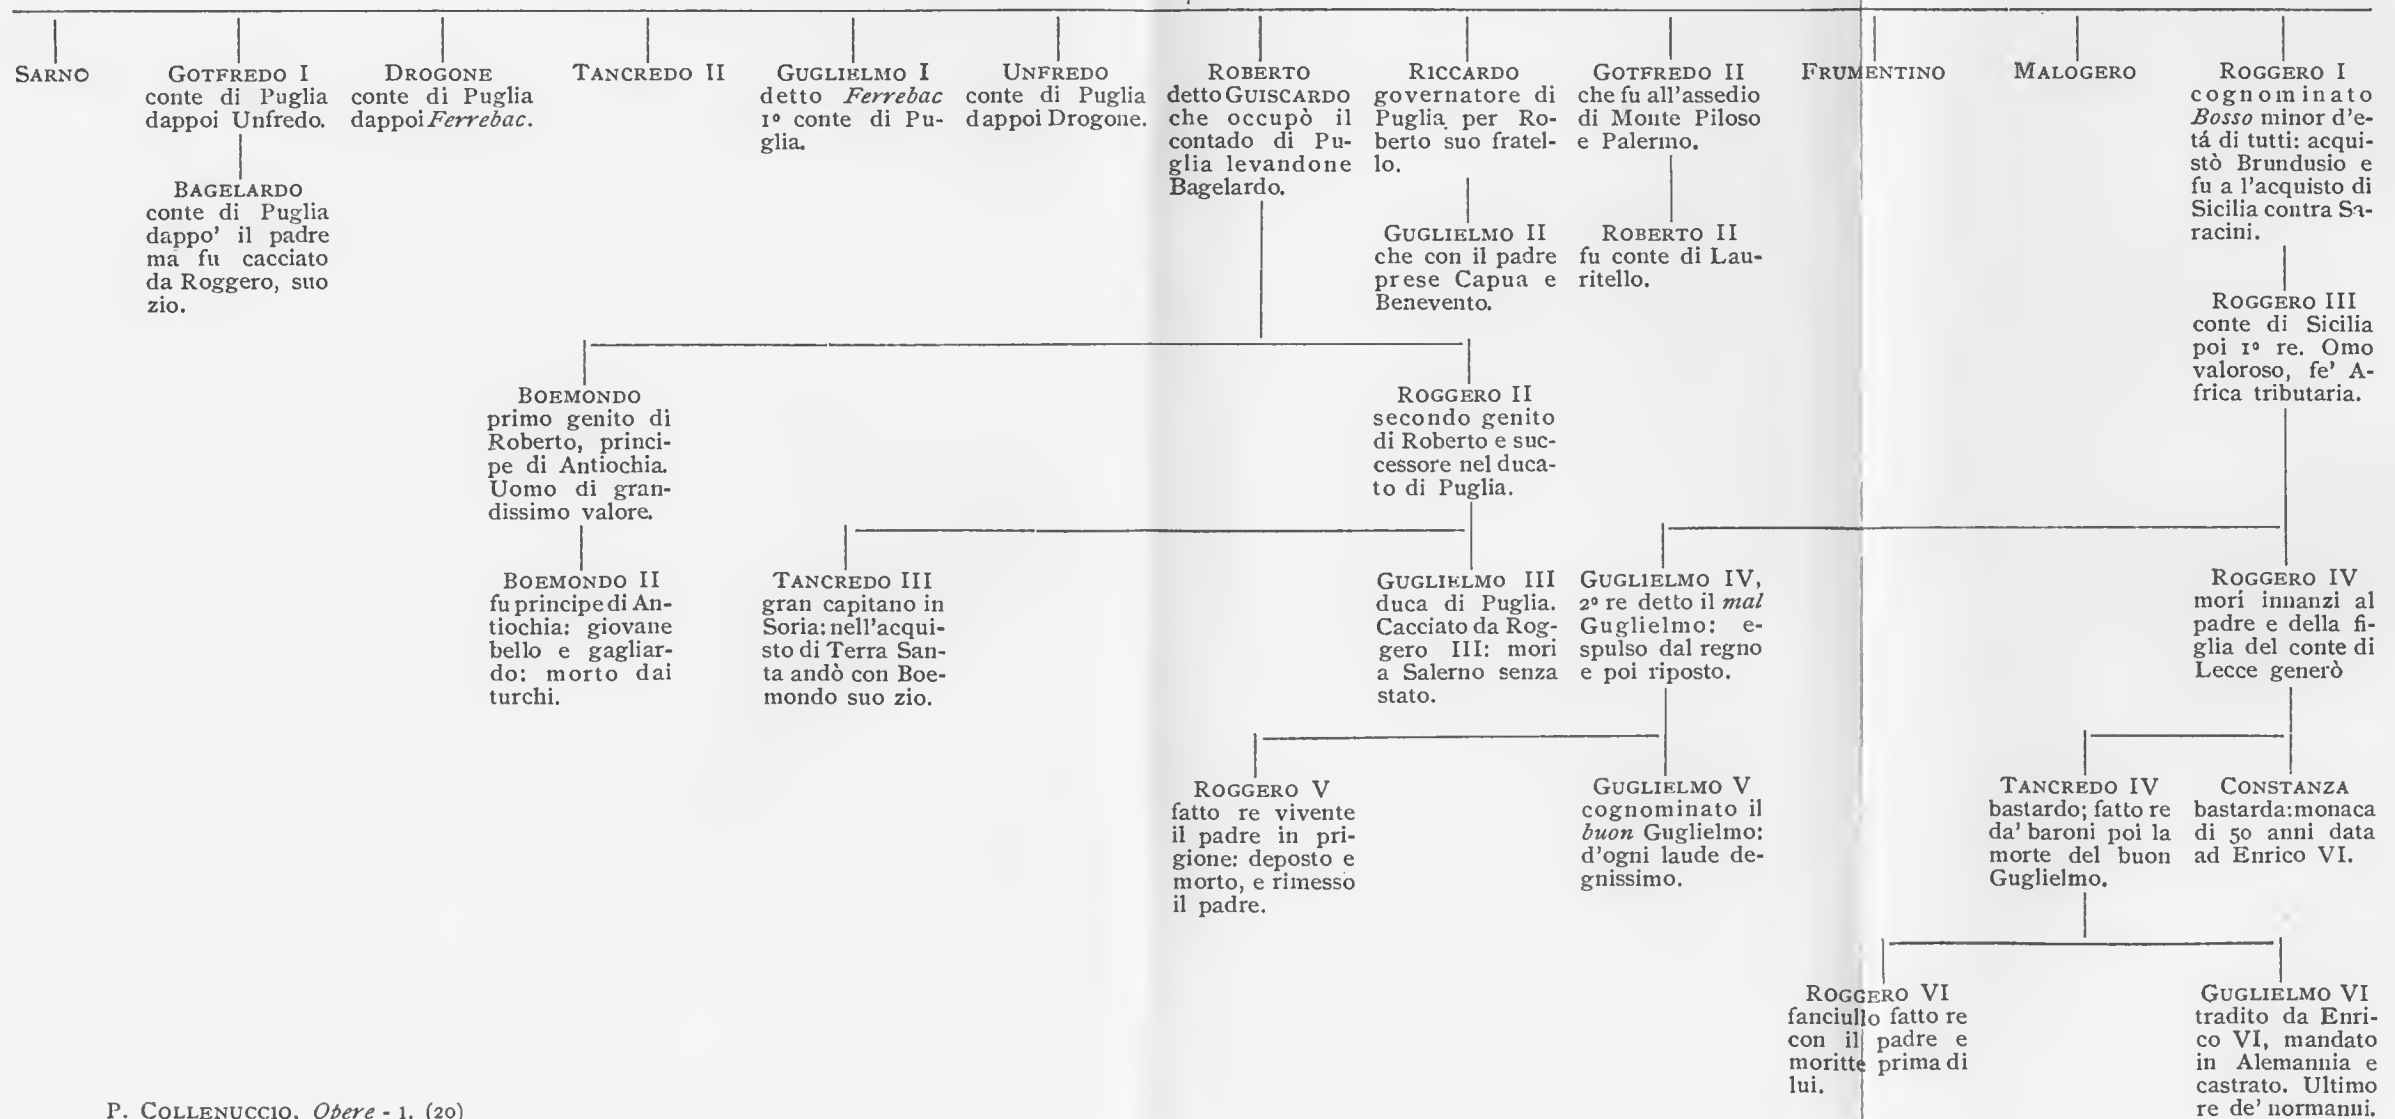 SARNO
GOTFREDO I
conte di Puglia
dappoi Unfredo.
DROGONE
conte di Puglia
dappoi Ferrebac.
TANCREDO II
GUGLIELMO I
detto Ferrebac
1º conte di Pu-
glia.
UNFREDO
conte di Puglia
dappoi Drogone.
ROBERTO
detto GUISCARDO
che occupò il
contado di Pu-
glia levandone
Bagelardo.
RICCARDO
governatore di
Puglia per Ro-
berto suo fratel-
lo.
GOTFREDO II
che fu all'assedio
di Monte Piloso
e Palermo.
FRUMENTINO
MALOGERO
ROGGERO I
cognominato
Bosso minor d'e-
tá di tutti: acqui-
stò Brundusio e
fu a l'acquisto di
Sicilia contra Sa-
racini.
BAGELARDO
conte di Puglia
dappo' il padre
ma fu cacciato
da Roggero, suo
zio.
GUGLIELMO II
che con il padre
prese Capua e
Benevento.
ROBERTO II
fu conte di Lau-
ritello.
ROGGERO III
conte di Sicilia
poi 1º re. Omo
valoroso, fe' A-
frica tributaria.
BOEMONDO
primo genito di
Roberto, princi-
pe di Antiochia.
Uomo di gran-
dissimo valore.
ROGGERO II
secondo genito
di Roberto e suc-
cessore nel duca-
to di Puglia.
BOEMONDO II
fu principe di An-
tiochia: giovane
bello e gagliar-
do: morto dai
turchi.
TANCREDO III
gran capitano in
Soria: nell'acqui-
sto di Terra San-
ta andò con Boe-
mondo suo zio.
GUGLIELMO III
duca di Puglia.
Cacciato da Rog-
gero III: morì
a Salerno senza
stato.
GUGLIELMO IV,
2º re detto il mal
Guglielmo: e-
spulso dal regno
e poi riposto.
ROGGERO IV
morí innanzi al
padre e della fi-
glia del conte di
Lecce generò
ROGGERO V
fatto re vivente
il padre in pri-
gione: deposto e
morto, e rimesso
il padre.
GUGLIELMO V
cognominato il
buon Guglielmo:
d'ogni laude de-
gnissimo.
TANCREDO IV
bastardo; fatto re
da' baroni poi la
morte del buon
Guglielmo.
CONSTANZA
bastarda: monaca
di 50 anni data
ad Enrico VI.
ROGGERO VI
fanciullo fatto re
con il padre e
moritte prima di
lui.
GUGLIELMO VI
tradito da Enri-
co VI, mandato
in Alemannia e
castrato. Ultimo
re de' normanni.
P. COLLENUCCIO, Opere - I. (20)